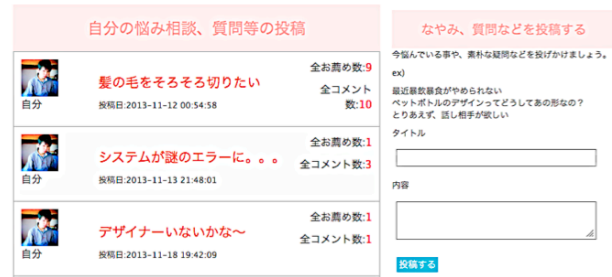 自分の悩み相談、質問等の投稿
自分
髪の毛をそろそろ切りたい
投稿日:2013-11-12 00:54:58
全お薦め数:9
全コメント
数:10
自分
システムが謎のエラーに。。。
投稿日:2013-11-13 21:48:01
全お薦め数:1
全コメント数:3
自分
デザイナーいないかな〜
投稿日:2013-11-18 19:42:09
全お薦め数:1
全コメント数:1
なやみ、質問などを投稿する
今悩んでいる事や、素朴な疑問などを投げかけましょう。
ex)
最近暴飲暴食がやめられない
ペットボトルのデザインってどうしてあの形なの？
とりあえず、話し相手が欲しい
タイトル
内容
投稿する